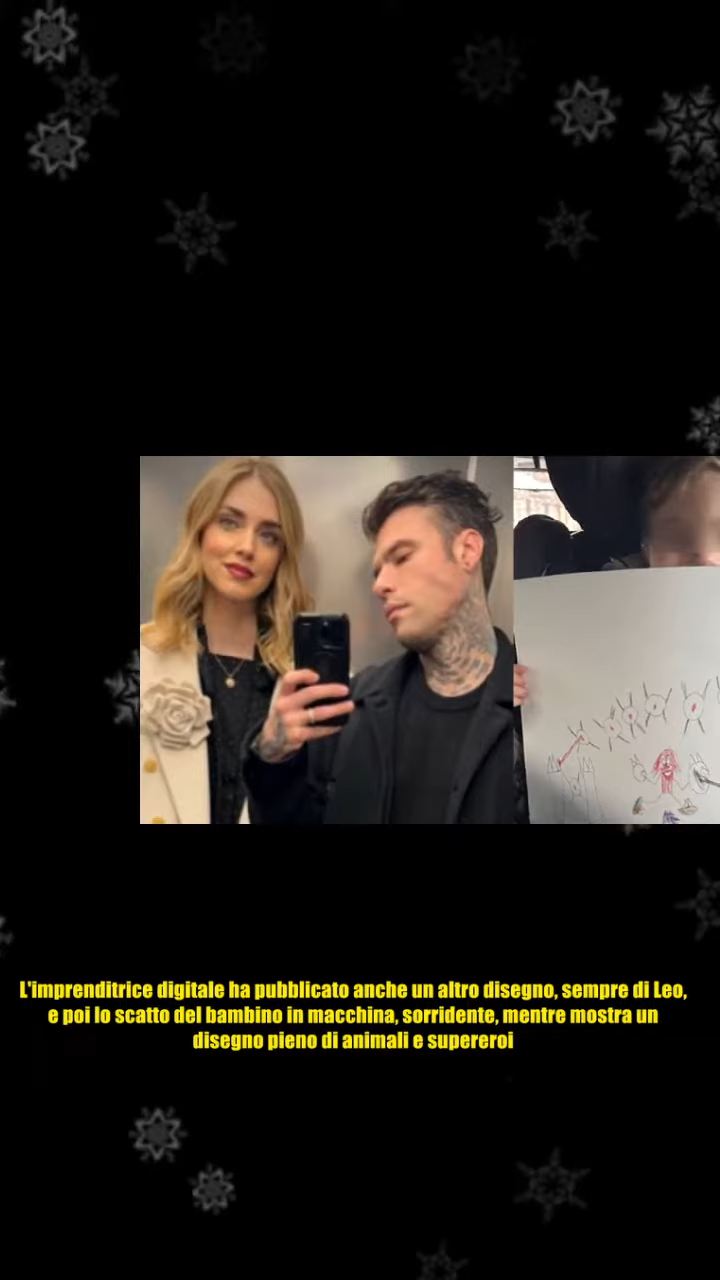 L'imprenditrice digitale ha pubblicato anche un altro disegno, sempre di Leo,
e poi lo scatto del bambino in macchina, sorridente, mentre mostra un
disegno pieno di animali e supereroi